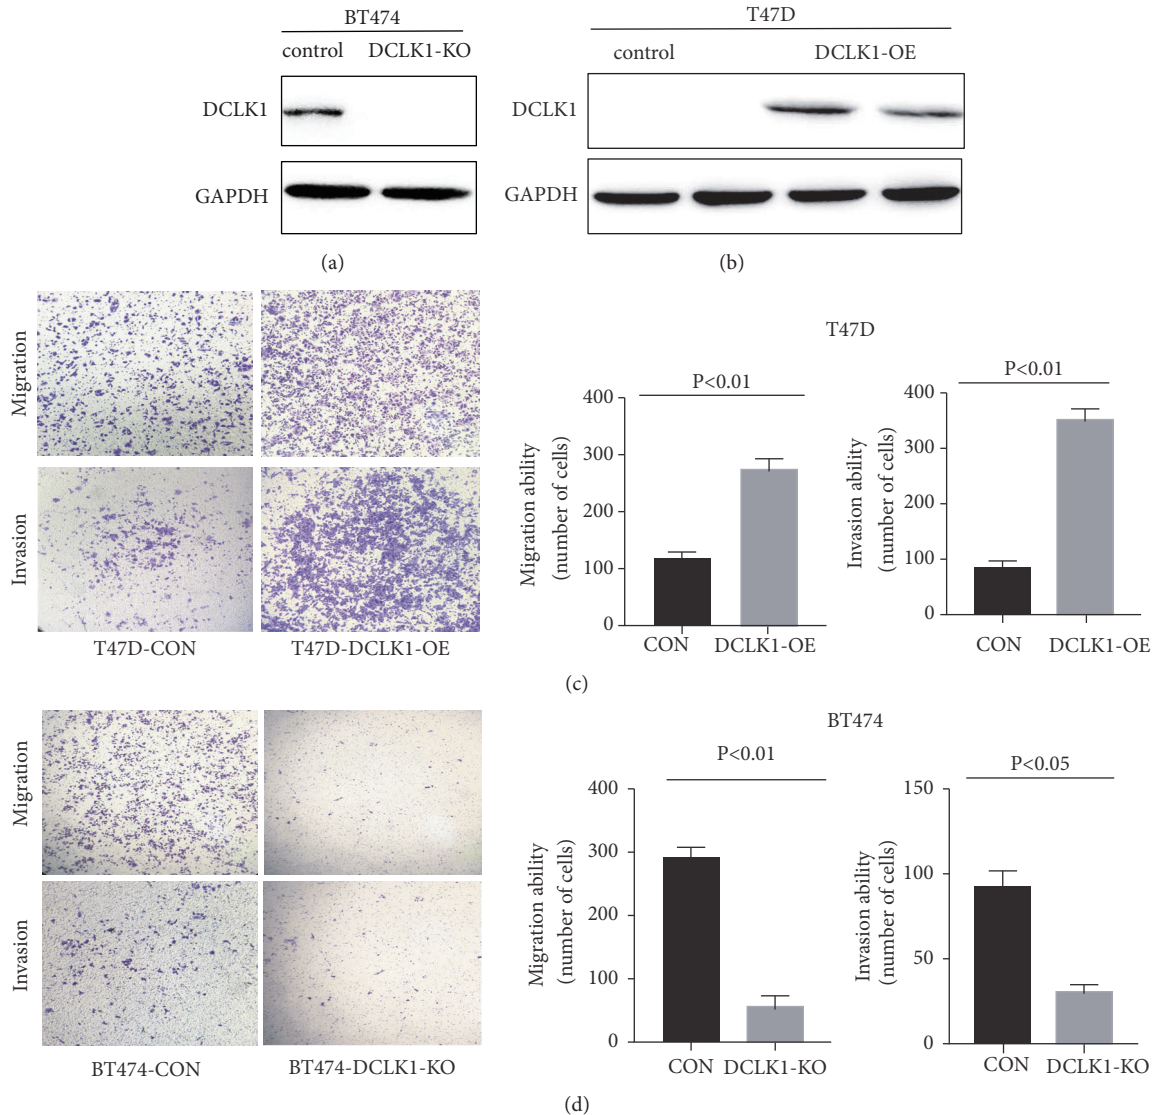 BT474
control DCLK1-KO
DCLK1
GAPDH
(a)
T47D
control DCLK1-OE
DCLK1
GAPDH
(b)
Migration
Invasion
T47D-CON T47D-DCLK1-OE
T47D
P<0.01
400
300
200
100
0
Migration ability
(number of cells)
CON DCLK1-OE
P<0.01
400
300
200
100
0
Invasion ability
(number of cells)
CON DCLK1-OE
(c)
Migration
Invasion
BT474-CON BT474-DCLK1-KO
BT474
P<0.01
400
300
200
100
0
Migration ability
(number of cells)
CON DCLK1-KO
P<0.05
150
100
50
0
Invasion ability
(number of cells)
CON DCLK1-KO
(d)